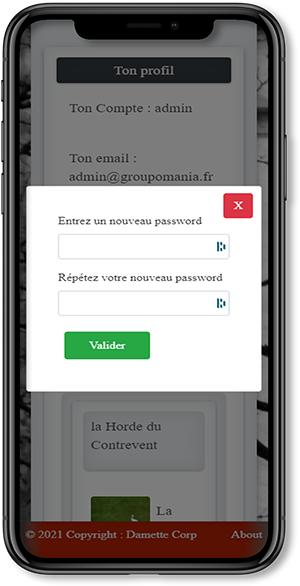 Ton profil
Ton Compte : admin
Ton email :
admin@groupomania.fr
X
Entrez un nouveau password
Répétez votre nouveau password
Valider
la Horde du
Contrevent
La
© 2021 Copyright : Damette Corp About